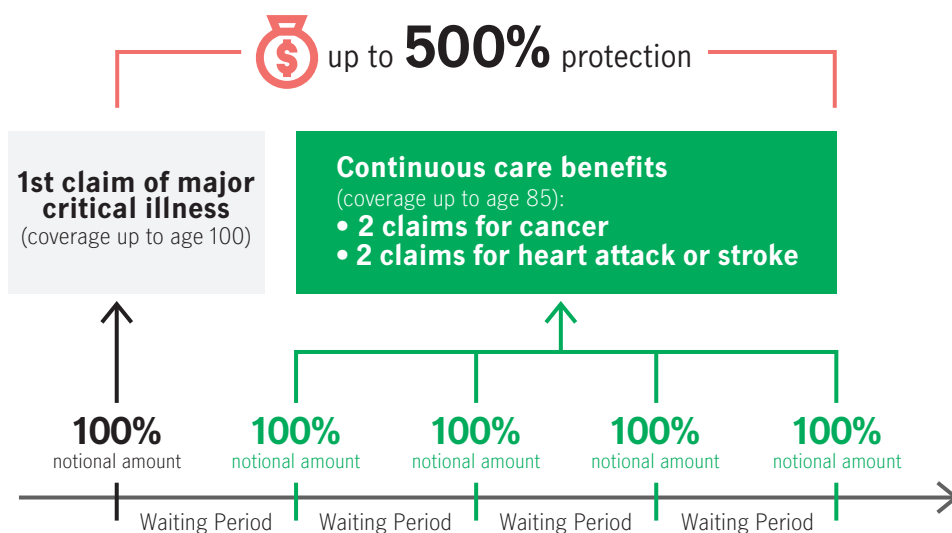 $ up to 500% protection
1st claim of major
critical illness
(coverage up to age 100)
Continuous care benefits
(coverage up to age 85):
• 2 claims for cancer
• 2 claims for heart attack or stroke
100% 100% 100% 100% 100%
notional amount notional amount notional amount notional amount notional amount
Waiting Period Waiting Period Waiting Period Waiting Period